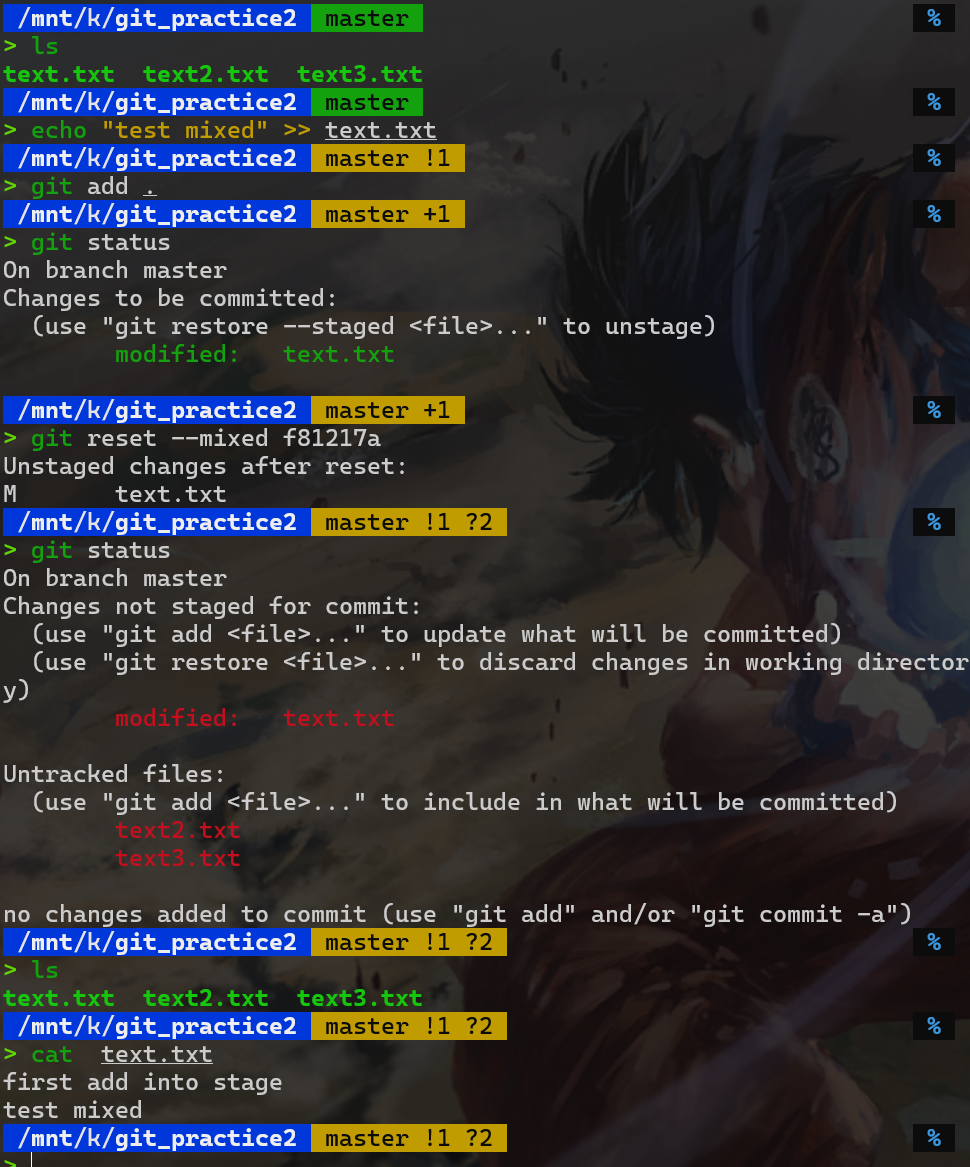 /mnt/k/git_practice2 master %
> ls
text.txt  text2.txt  text3.txt
/mnt/k/git_practice2 master %
> echo "test mixed" >> text.txt
/mnt/k/git_practice2 master !1 %
> git add .
/mnt/k/git_practice2 master +1 %
> git status
On branch master
Changes to be committed:
  (use "git restore --staged <file>..." to unstage)
        modified:   text.txt
/mnt/k/git_practice2 master +1 %
> git reset --mixed f81217a
Unstaged changes after reset:
M       text.txt
/mnt/k/git_practice2 master !1 ?2 %
> git status
On branch master
Changes not staged for commit:
  (use "git add <file>..." to update what will be committed)
  (use "git restore <file>..." to discard changes in working director
y)
        modified:   text.txt
Untracked files:
  (use "git add <file>..." to include in what will be committed)
        text2.txt
        text3.txt
no changes added to commit (use "git add" and/or "git commit -a")
/mnt/k/git_practice2 master !1 ?2 %
> ls
text.txt  text2.txt  text3.txt
/mnt/k/git_practice2 master !1 ?2 %
> cat  text.txt
first add into stage
test mixed
/mnt/k/git_practice2 master !1 ?2 %
>